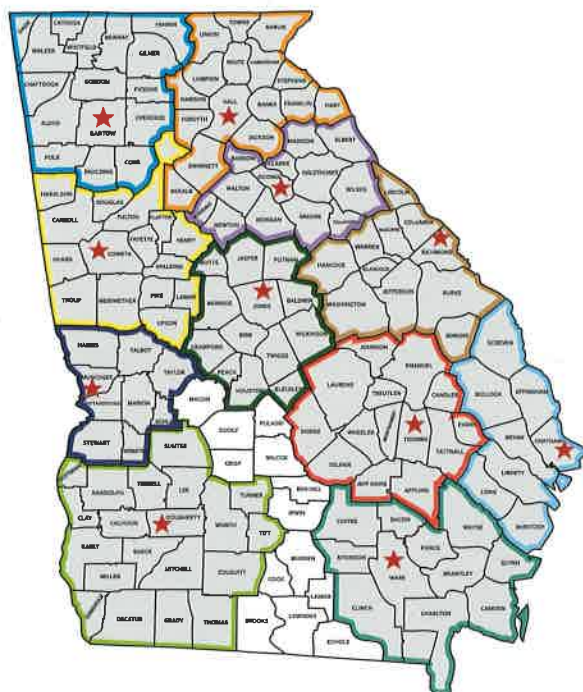 TOWNS
RABUN
FANNIN
UNION
CATOOSA
MURRAY
WHITFIELD
WALKER
GILMER
LUMPKIN
HABERSHAM
STEPHENS
CHATTOOGA
GORDON
PICKENS
HALL
BANKS
FRANKLIN
HART
FLOYD
BARTOW
CHEROKEE
FORSYTH
JACKSON
MADISON
ELBERT
POLK
COBB
PAULDING
GWINNETT
BARROW
CLARKE
OCONEE
OGLETHORPE
WILKES
LINCOLN
HARALSON
DOUGLAS
FULTON
DEKALB
WALTON
CARROLL
CLAYTON
NEWTON
MORGAN
GREENE
COLUMBIA
HEARD
COWETA
FAYETTE
HENRY
SPALDING
BUTTS
JASPER
PUTNAM
HANCOCK
WARREN
RICHMOND
TROUP
MERIWETHER
PIKE
LAMAR
MONROE
JONES
BALDWIN
GLASCOCK
JEFFERSON
BURKE
UPSON
WASHINGTON
HARRIS
TALBOT
CRAWFORD
BIBB
WILKINSON
TWIGGS
JENKINS
SCREVEN
TAYLOR
PEACH
JOHNSON
EMANUEL
MUSCOGEE
MARION
MACON
HOUSTON
BLECKLEY
LAURENS
TREUTLEN
CANDLER
BULLOCH
EFFINGHAM
CHATTAHOOCHEE
STEWART
DOOLY
PULASKI
DODGE
WHEELER
TOOMBS
EVANS
BRYAN
CHATHAM
SUMTER
CRISP
WILCOX
TELFAIR
TATTNALL
LIBERTY
RANDOLPH
TERRELL
LEE
TURNER
JEFF DAVIS
APPLING
LONG
CLAY
CALHOUN
DOUGHERTY
WORTH
TIFT
IRWIN
COFFEE
BACON
WAYNE
MCINTOSH
EARLY
BAKER
MITCHELL
COLQUITT
COOK
BERRIEN
ATKINSON
WARE
PIERCE
BRANTLEY
GLYNN
MILLER
LANIER
CLINCH
CHARLTON
CAMDEN
DECATUR
GRADY
THOMAS
BROOKS
LOWNDES
ECHOLS